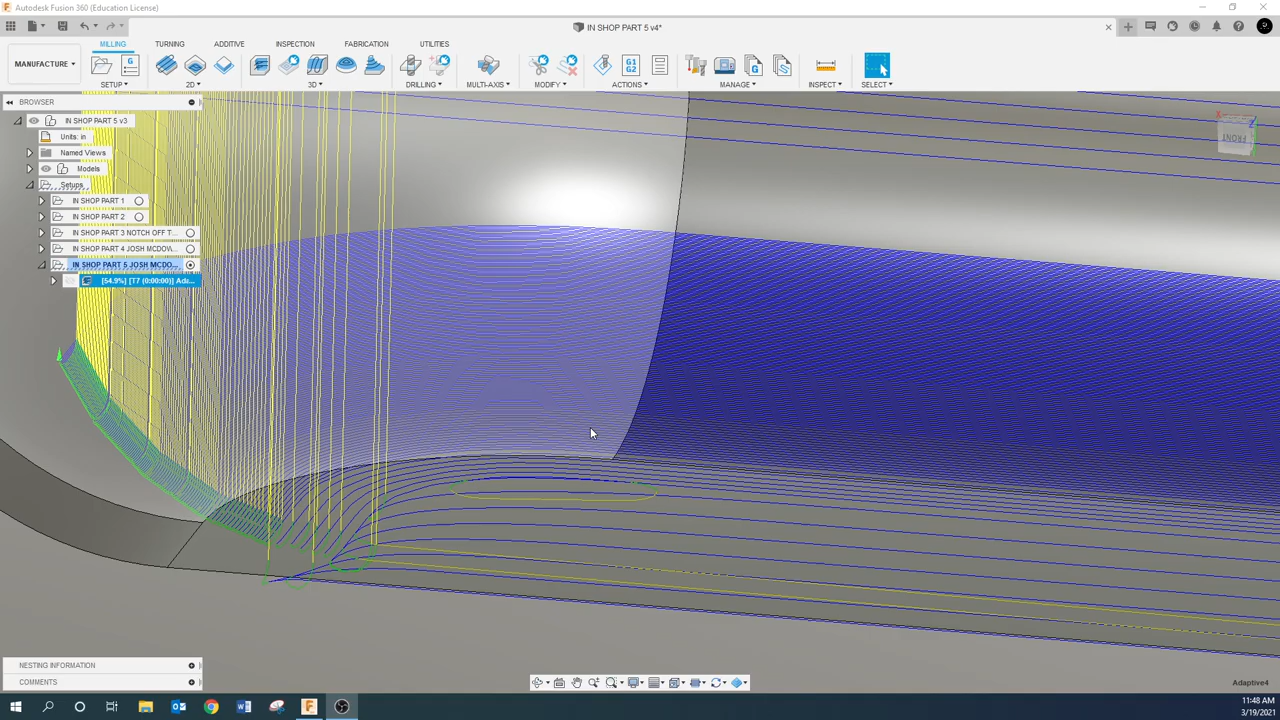 Autodesk Fusion 360 (Education License)
IN SHOP PART 5 v4*
MILLING TURNING ADDITIVE INSPECTION FABRICATION UTILITIES
MANUFACTURE
G
G1
G2
G
SETUP 2D 3D DRILLING MULTI-AXIS MODIFY ACTIONS MANAGE INSPECT SELECT
BROWSER
IN SHOP PART 5 v3
Units: in
Named Views
Models
Setups
IN SHOP PART 1
IN SHOP PART 2
IN SHOP PART 3 NOTCH OFF T...
IN SHOP PART 4 JOSH MCDOW...
IN SHOP PART 5 JOSH MCDO...
[54.9%] [T7 (0:00:00)] Ada...
X
Z
FRONT
NESTING INFORMATION
COMMENTS
Adaptive4
11:48 AM
3/19/2021